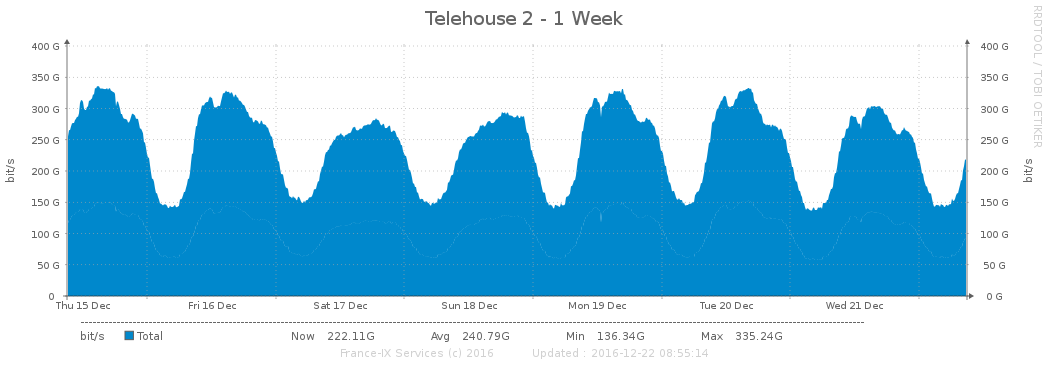 Telehouse 2 - 1 Week
RRDTOOL / TOBI OETIKER
bit/s
400 G
350 G
300 G
250 G
200 G
150 G
100 G
50 G
0
400 G
350 G
300 G
250 G
200 G
150 G
100 G
50 G
0 G
bit/s
Thu 15 Dec Fri 16 Dec Sat 17 Dec Sun 18 Dec Mon 19 Dec Tue 20 Dec Wed 21 Dec
bit/s Total Now 222.11G Avg 240.79G Min 136.34G Max 335.24G
France-IX Services (c) 2016 Updated : 2016-12-22 08:55:14